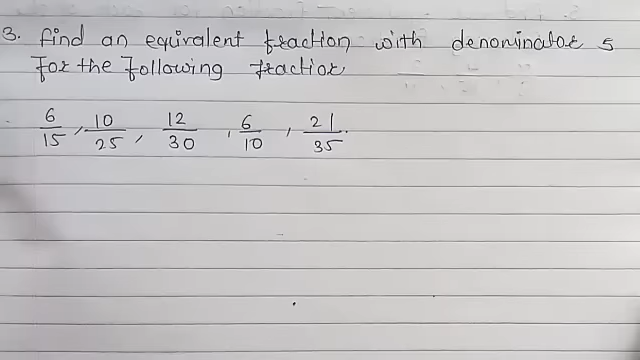 3. Find an equivalent fraction with denominator 5
For the Following Fraction
6/15, 10/25, 12/30, 6/10, 21/35.